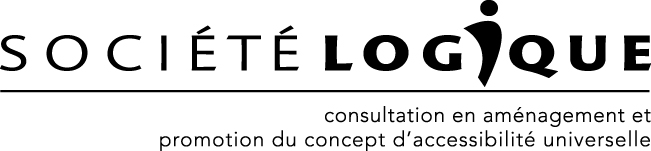 SOCIÉTÉ LOGiQUE
consultation en aménagement et
promotion du concept d'accessibilité universelle